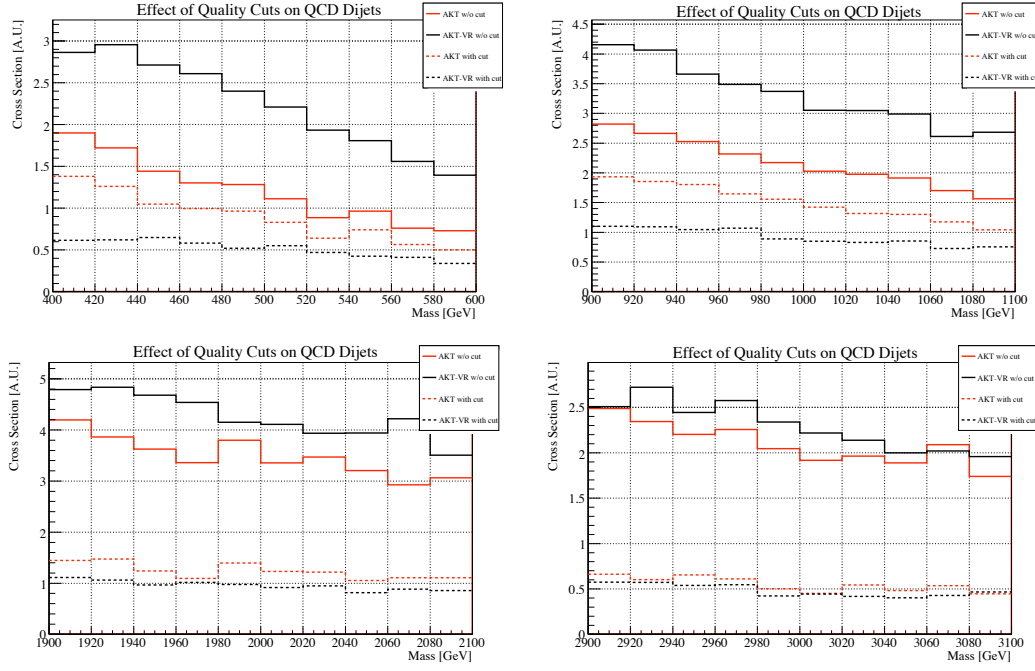 Effect of Quality Cuts on QCD Dijets
AKT w/o cut
AKT-VR w/o cut
AKT with cut
AKT-VR with cut
Cross Section [A.U.]
3
2.5
2
1.5
1
0.5
0
400 420 440 460 480 500 520 540 560 580 600
Mass [GeV]
Effect of Quality Cuts on QCD Dijets
AKT w/o cut
AKT-VR w/o cut
AKT with cut
AKT-VR with cut
Cross Section [A.U.]
4.5
4
3.5
3
2.5
2
1.5
1
0.5
0
900 920 940 960 980 1000 1020 1040 1060 1080 1100
Mass [GeV]
Effect of Quality Cuts on QCD Dijets
AKT w/o cut
AKT-VR w/o cut
AKT with cut
AKT-VR with cut
Cross Section [A.U.]
5
4
3
2
1
0
1900 1920 1940 1960 1980 2000 2020 2040 2060 2080 2100
Mass [GeV]
Effect of Quality Cuts on QCD Dijets
AKT w/o cut
AKT-VR w/o cut
AKT with cut
AKT-VR with cut
Cross Section [A.U.]
2.5
2
1.5
1
0.5
0
2900 2920 2940 2960 2980 3000 3020 3040 3060 3080 3100
Mass [GeV]